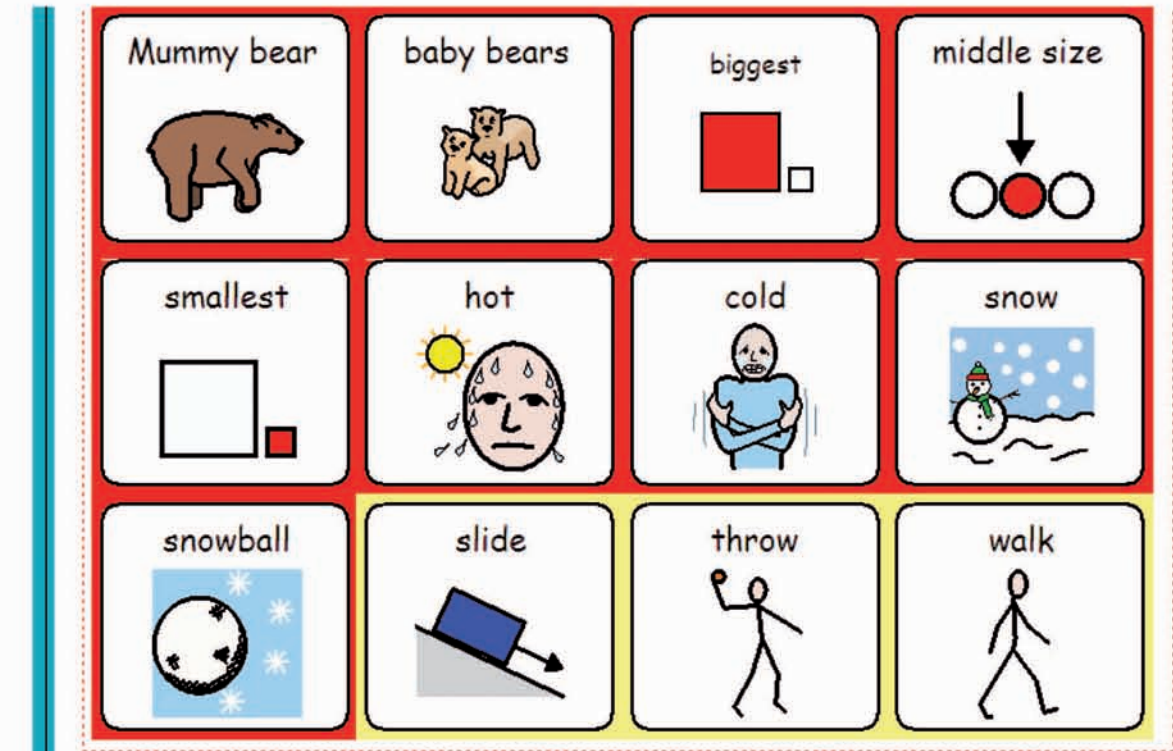 Mummy bear
baby bears
biggest
middle size
smallest
hot
cold
snow
snowball
slide
throw
walk